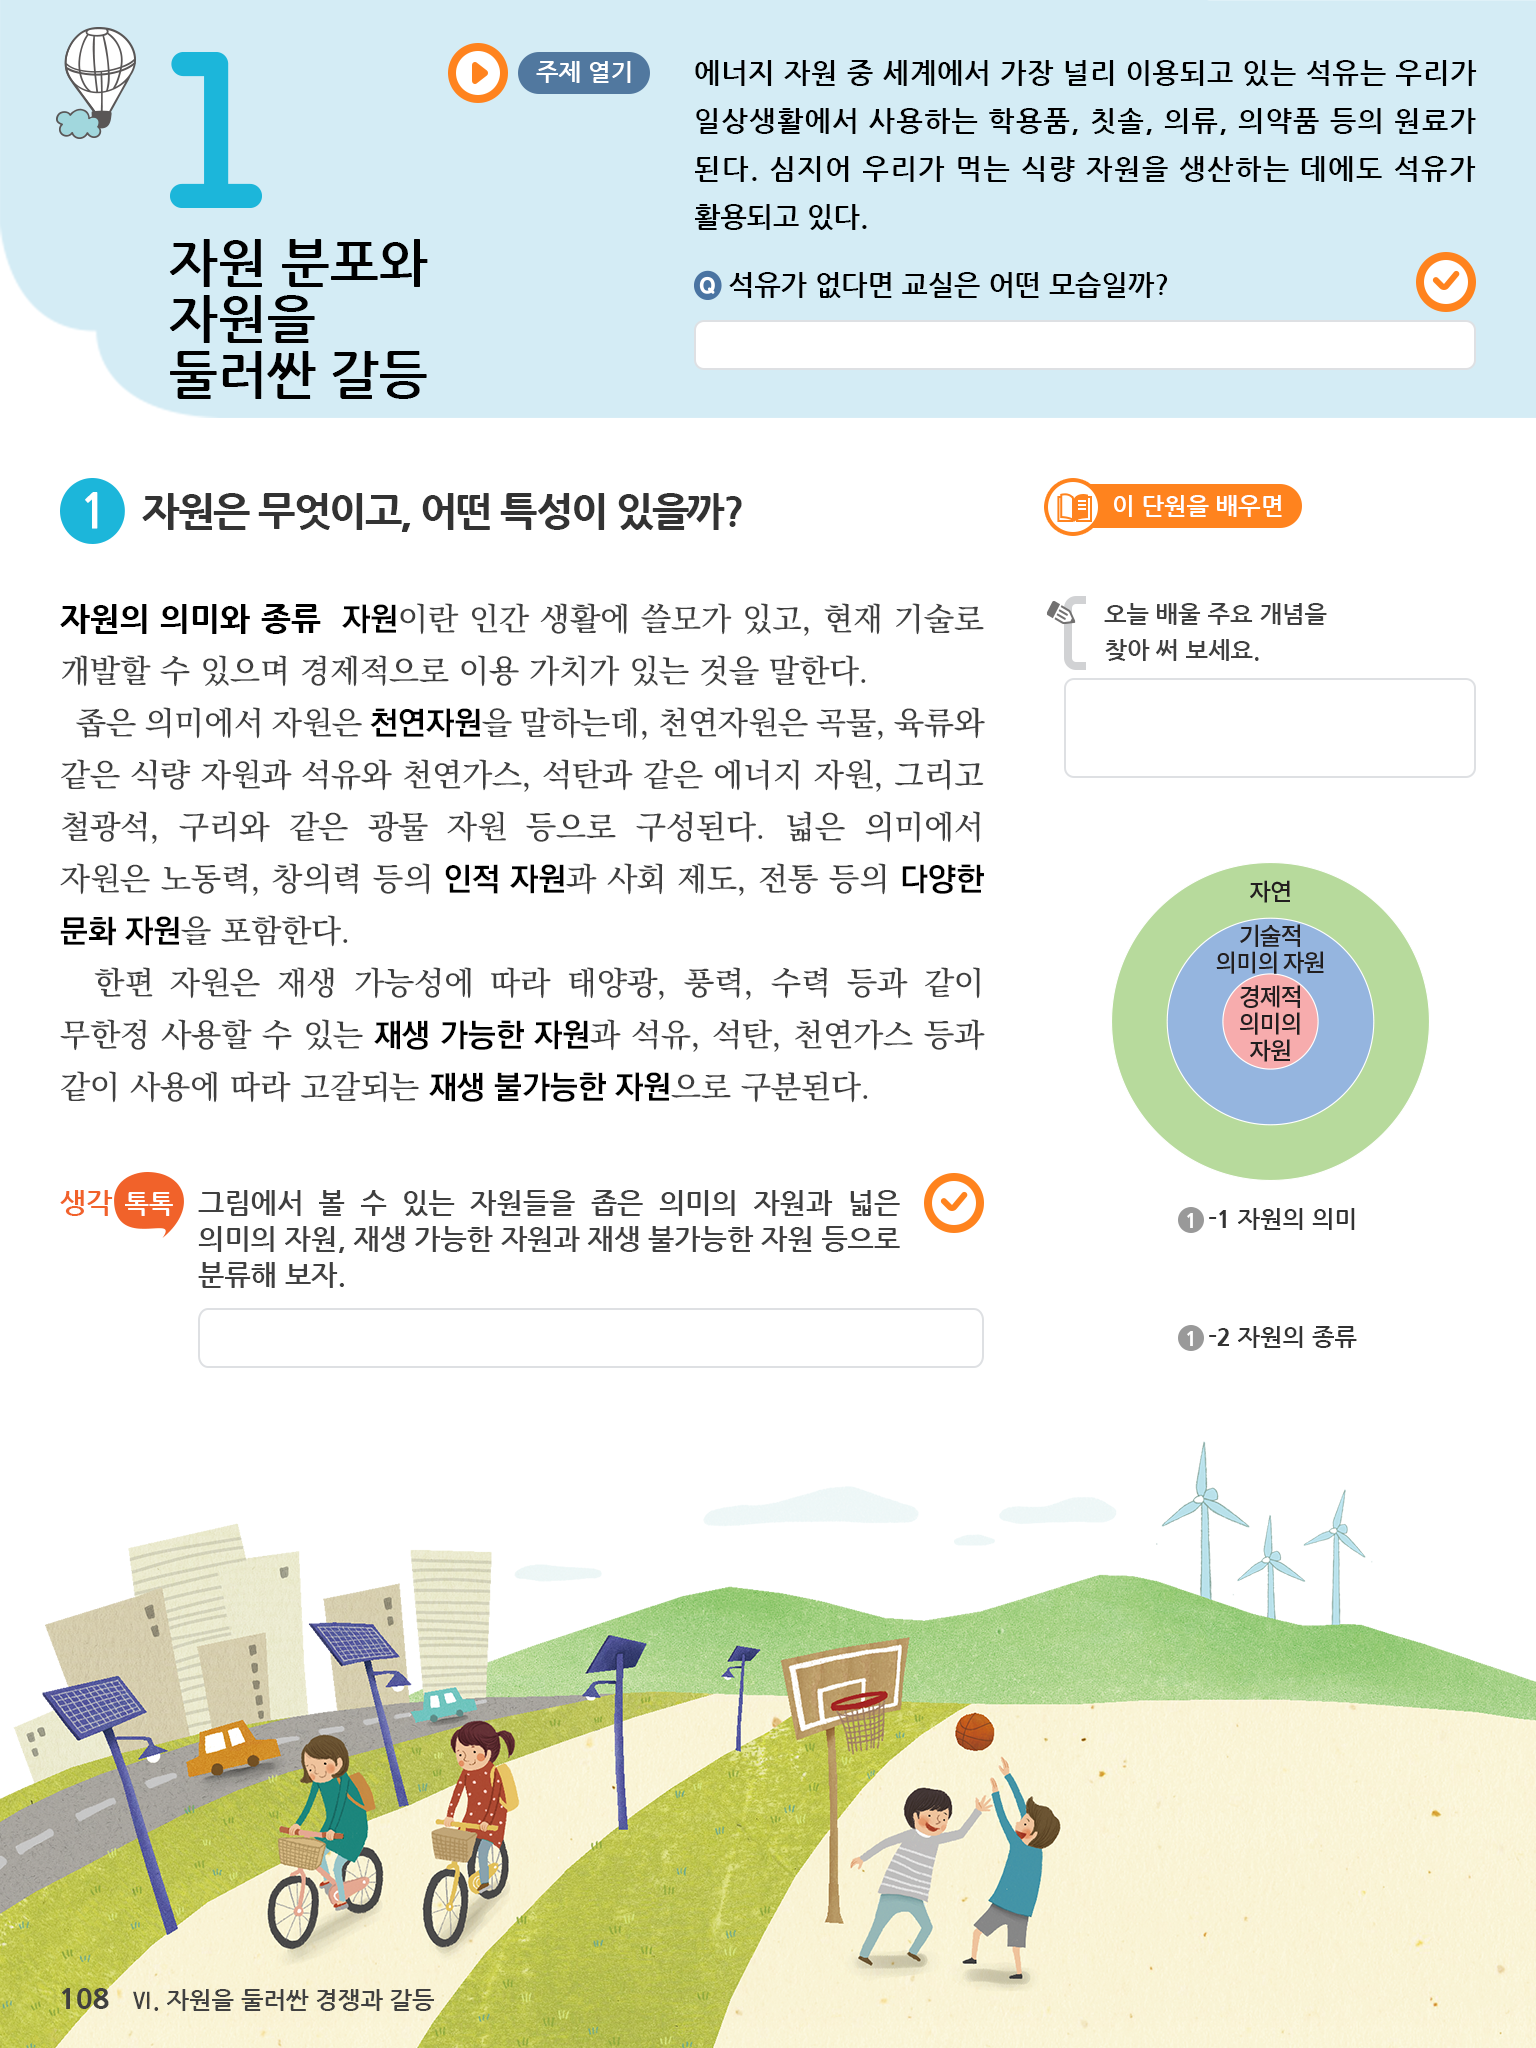 1
자원 분포와
자원을
둘러싼 갈등
주제 열기
에너지 자원 중 세계에서 가장 널리 이용되고 있는 석유는 우리가
일상생활에서 사용하는 학용품, 칫솔, 의류, 의약품 등의 원료가
된다. 심지어 우리가 먹는 식량 자원을 생산하는 데에도 석유가
활용되고 있다.
Q 석유가 없다면 교실은 어떤 모습일까?
1 자원은 무엇이고, 어떤 특성이 있을까?
자원의 의미와 종류 자원이란 인간 생활에 쓸모가 있고, 현재 기술로
개발할 수 있으며 경제적으로 이용 가치가 있는 것을 말한다.
좁은 의미에서 자원은 천연자원을 말하는데, 천연자원은 곡물, 육류와
같은 식량 자원과 석유와 천연가스, 석탄과 같은 에너지 자원, 그리고
철광석, 구리와 같은 광물 자원 등으로 구성된다. 넓은 의미에서
자원은 노동력, 창의력 등의 인적 자원과 사회 제도, 전통 등의 다양한
문화 자원을 포함한다.
한편 자원은 재생 가능성에 따라 태양광, 풍력, 수력 등과 같이
무한정 사용할 수 있는 재생 가능한 자원과 석유, 석탄, 천연가스 등과
같이 사용에 따라 고갈되는 재생 불가능한 자원으로 구분된다.
생각 톡톡
그림에서 볼 수 있는 자원들을 좁은 의미의 자원과 넓은
의미의 자원, 재생 가능한 자원과 재생 불가능한 자원 등으로
분류해 보자.
이 단원을 배우면
오늘 배울 주요 개념을
찾아 써 보세요.
자연
기술적
의미의 자원
경제적
의미의
자원
1 -1 자원의 의미
1 -2 자원의 종류
108 Ⅵ. 자원을 둘러싼 경쟁과 갈등